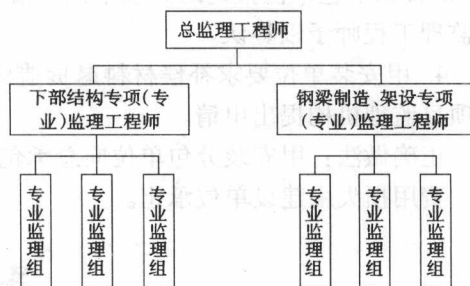 总监理工程师
下部结构专项(专
业)监理工程师
钢梁制造、架设专项
(专业)监理工程师
专业监理组
专业监理组
专业监理组
专业监理组
专业监理组
专业监理组